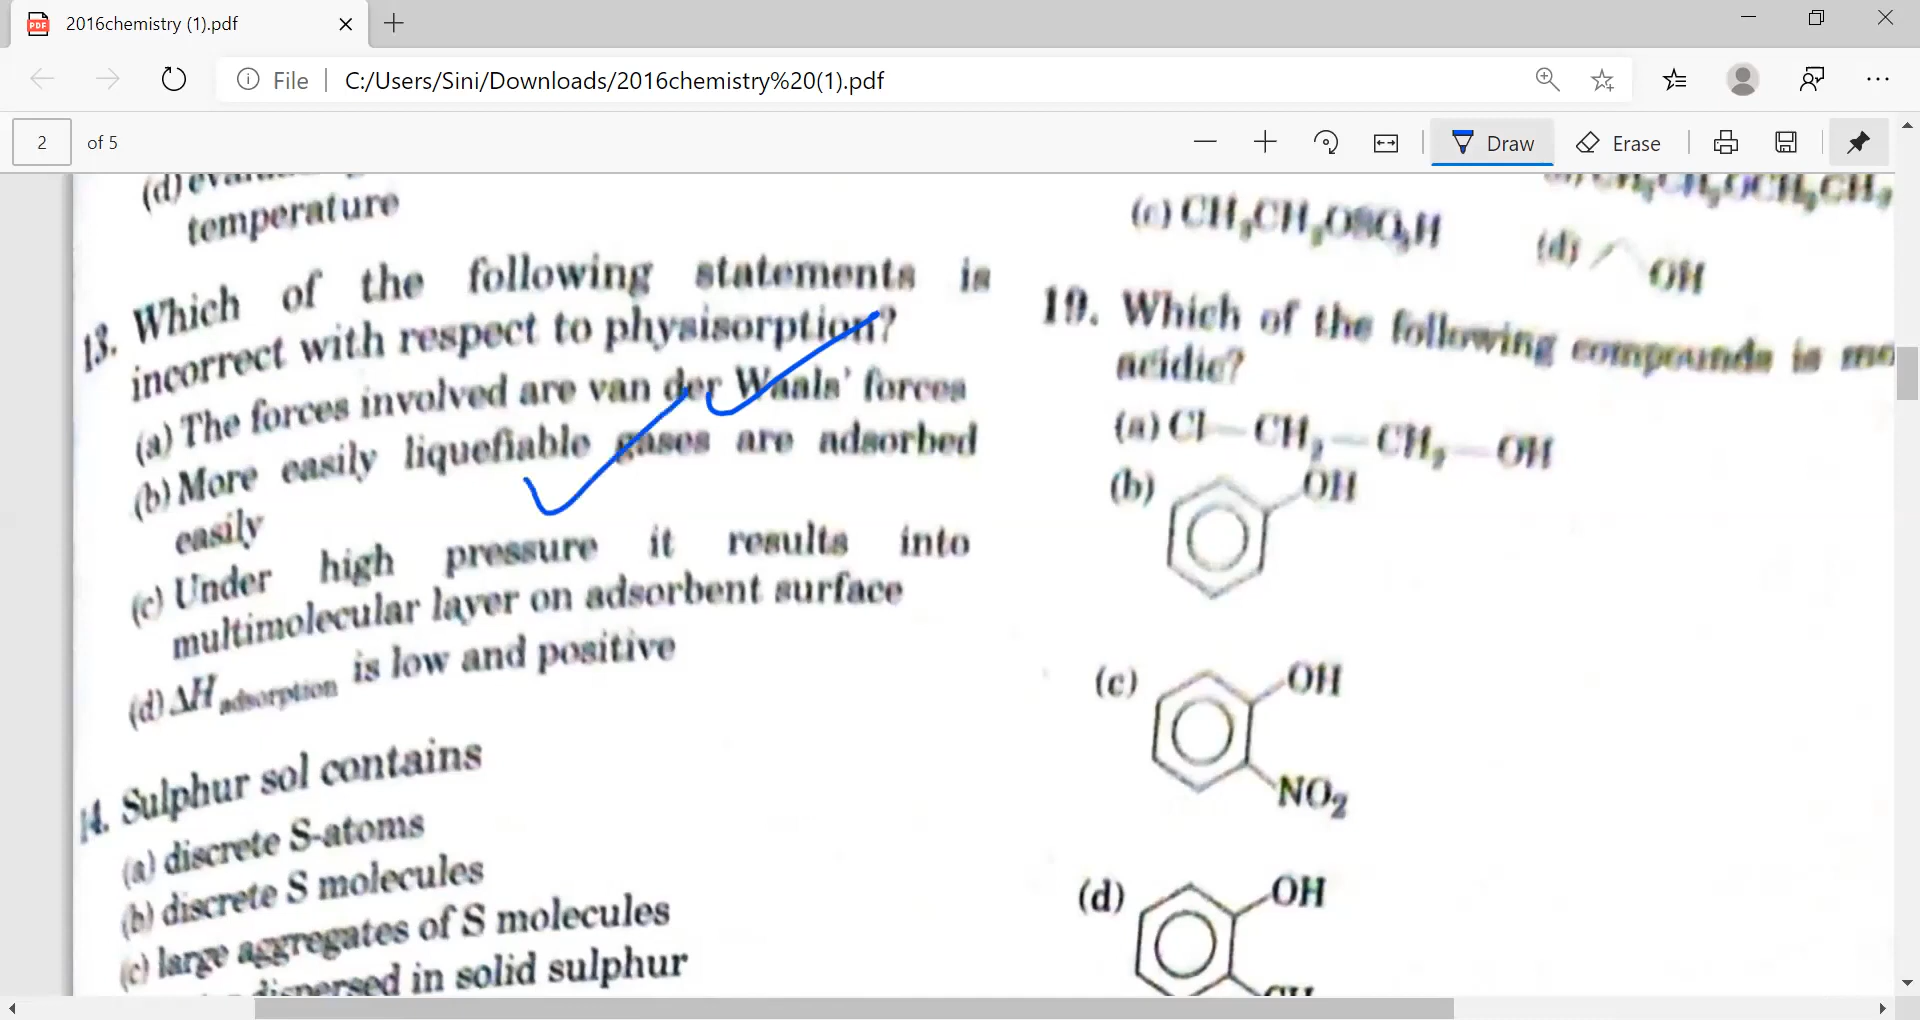 2016chemistry (1).pdf
File
C:/Users/Sini/Downloads/2016chemistry%20(1).pdf
2 of 5
Draw
Erase
(d)
temperature
13. Which of the following statements is
incorrect with respect to physisorption?
(a) The forces involved are van der Waals' forces
(b) More easily liquefiable gases are adsorbed
easily
(c) Under high pressure it results into
multimolecular layer on adsorbent surface
(d) ΔH adsorption is low and positive
14. Sulphur sol contains
(a) discrete S-atoms
(b) discrete S molecules
(c) large aggregates of S molecules
dispersed in solid sulphur
(c) CH₃CH₂OSO₃H
(d) OH
19. Which of the following compounds is mo
acidic?
(a) Cl—CH₂—CH₂—OH
(b) OH
(c) OH
NO₂
(d) OH